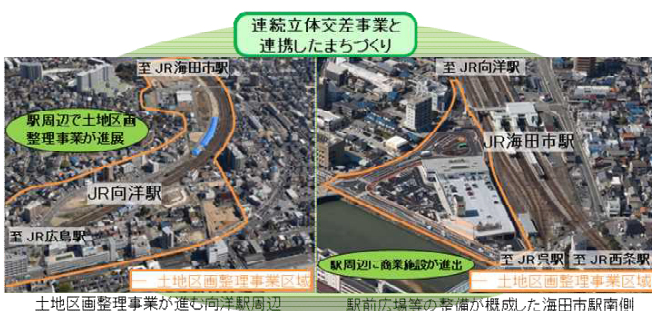 連続立体交差事業と
連携したまちづくり
至 JR海田市駅
駅周辺で土地区画
整理事業が進展
JR向洋駅
至 JR広島駅
土地区画整理事業区域
至 JR向洋駅
JR海田市駅
駅周辺に商業施設が進出
至 JR呉駅
至 JR西条駅
土地区画整理事業区域
土地区画整理事業が進む向洋駅周辺
駅前広場等の整備が概成した海田市駅南側